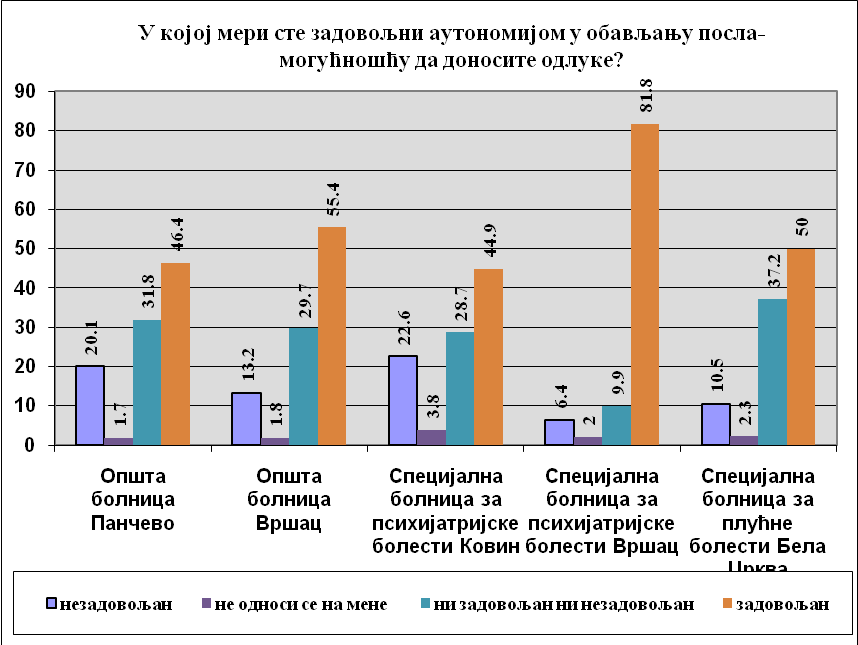 У којој мери сте задовољни аутономијом у обављању посла-
могућношћу да доносите одлуке?
90
80
70
60
50
40
30
20
10
0
20.1
1.7
31.8
46.4
13.2
1.8
29.7
55.4
22.6
3.8
28.7
44.9
6.4
2
9.9
81.8
10.5
2.3
37.2
50
Општа
болница
Панчево
Општа
болница
Вршац
Специјална
болница за
психијатријске
болести Ковин
Специјална
болница за
психијатријске
болести Вршац
Специјална
болница за
плућне
болести Бела
Црква
незадовољан
не односи се на мене
ни задовољан ни незадовољан
задовољан